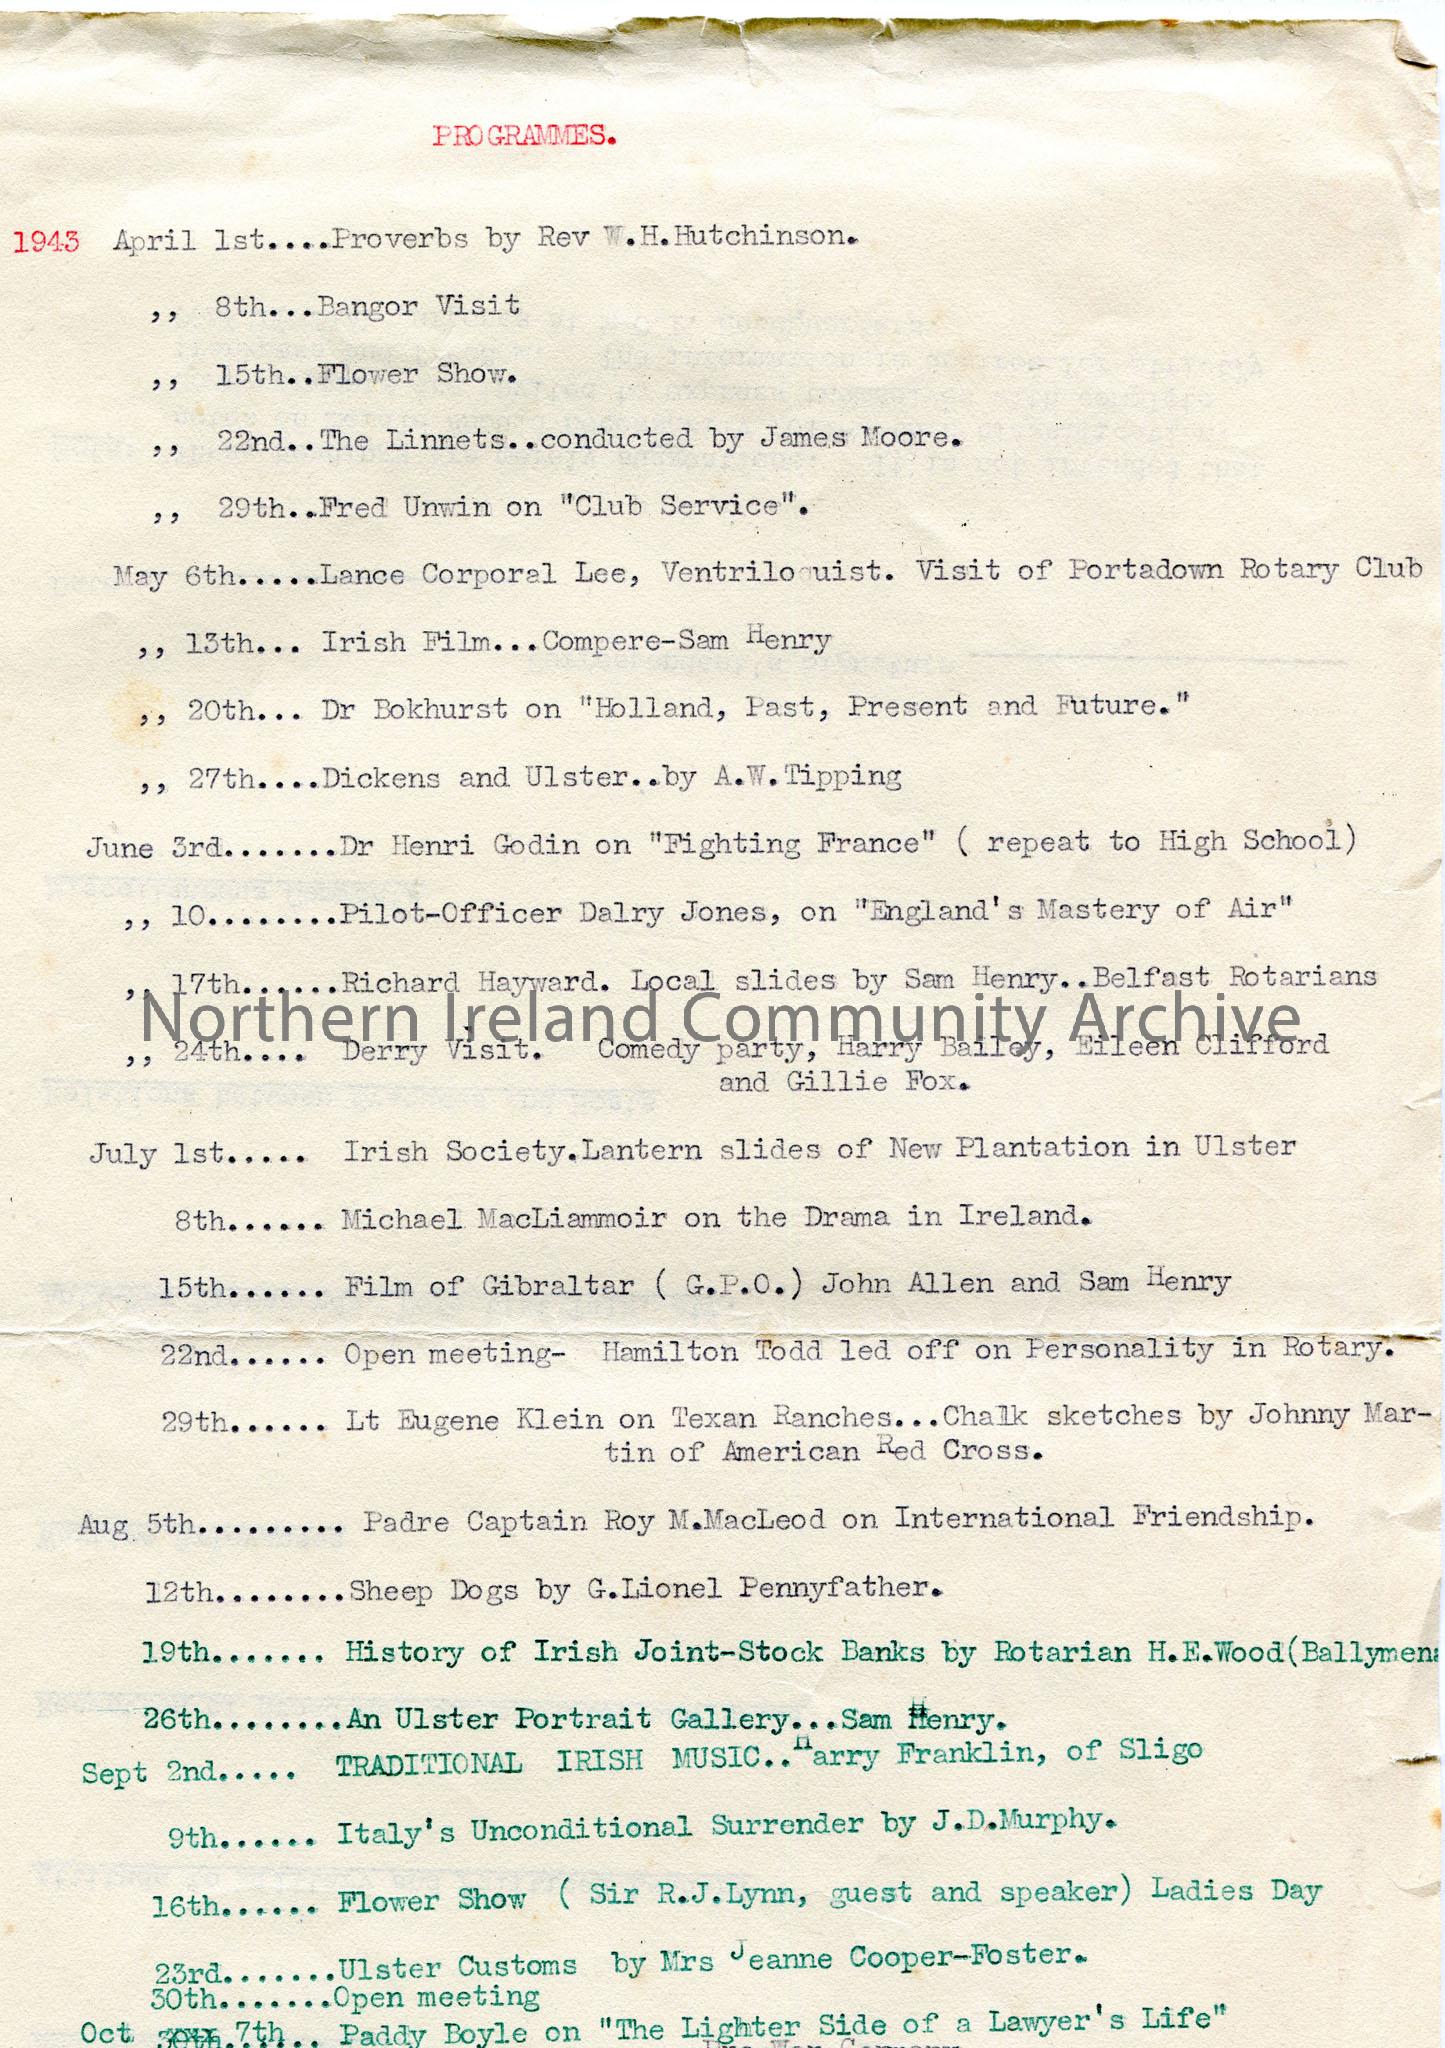 PROGRAMMES.
1943 April 1st....Proverbs by Rev W.H.Hutchinson.
,, 8th...Bangor Visit
,, 15th..Flower Show.
,, 22nd..The Linnets..conducted by James Moore.
,, 29th..Fred Unwin on "Club Service".
May 6th.....Lance Corporal Lee, Ventriloquist. Visit of Portadown Rotary Club
,, 13th... Irish Film...Compere-Sam Henry
,, 20th... Dr Bokhurst on "Holland, Past, Present and Future."
,, 27th....Dickens and Ulster..by A.W.Tipping
June 3rd.......Dr Henri Godin on "Fighting France" ( repeat to High School)
,, 10........Pilot-Officer Dalry Jones, on "England's Mastery of Air"
,, 17th......Richard Hayward. Local slides by Sam Henry..Belfast Rotarians
Northern Ireland Community Archive
,, 24th.... Derry Visit. Comedy party, Harry Bailey, Eileen Clifford
and Gillie Fox.
July 1st..... Irish Society.Lantern slides of New Plantation in Ulster
8th...... Michael MacLiammoir on the Drama in Ireland.
15th...... Film of Gibraltar ( G.P.O.) John Allen and Sam Henry
22nd...... Open meeting- Hamilton Todd led off on Personality in Rotary.
29th...... Lt Eugene Klein on Texan Ranches...Chalk sketches by Johnny Mar-
tin of American Red Cross.
Aug 5th......... Padre Captain Roy M.MacLeod on International Friendship.
12th........Sheep Dogs by G.Lionel Pennyfather.
19th....... History of Irish Joint-Stock Banks by Rotarian H.E.Wood(Ballymena
26th........An Ulster Portrait Gallery...Sam Henry.
Sept 2nd..... TRADITIONAL IRISH MUSIC..Harry Franklin, of Sligo
9th...... Italy's Unconditional Surrender by J.D.Murphy.
16th...... Flower Show ( Sir R.J.Lynn, guest and speaker) Ladies Day
23rd.......Ulster Customs by Mrs Jeanne Cooper-Foster.
30th.......Open meeting
Oct 7th... Paddy Boyle on "The Lighter Side of a Lawyer's Life"